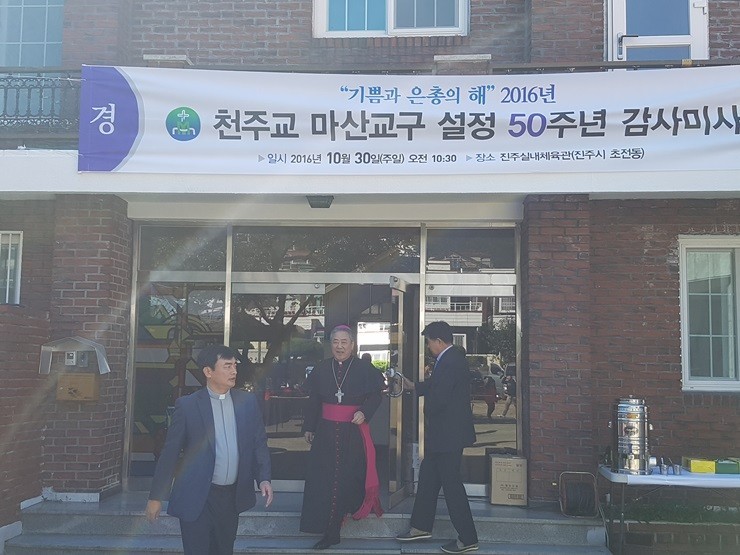 경
"기쁨과 은총의 해" 2016년
천주교 마산교구 설정 50주년 감사미사
▶일시 2016년 10월 30일(주일) 오전 10:30 ▶장소 진주실내체육관(진주시 초전동)